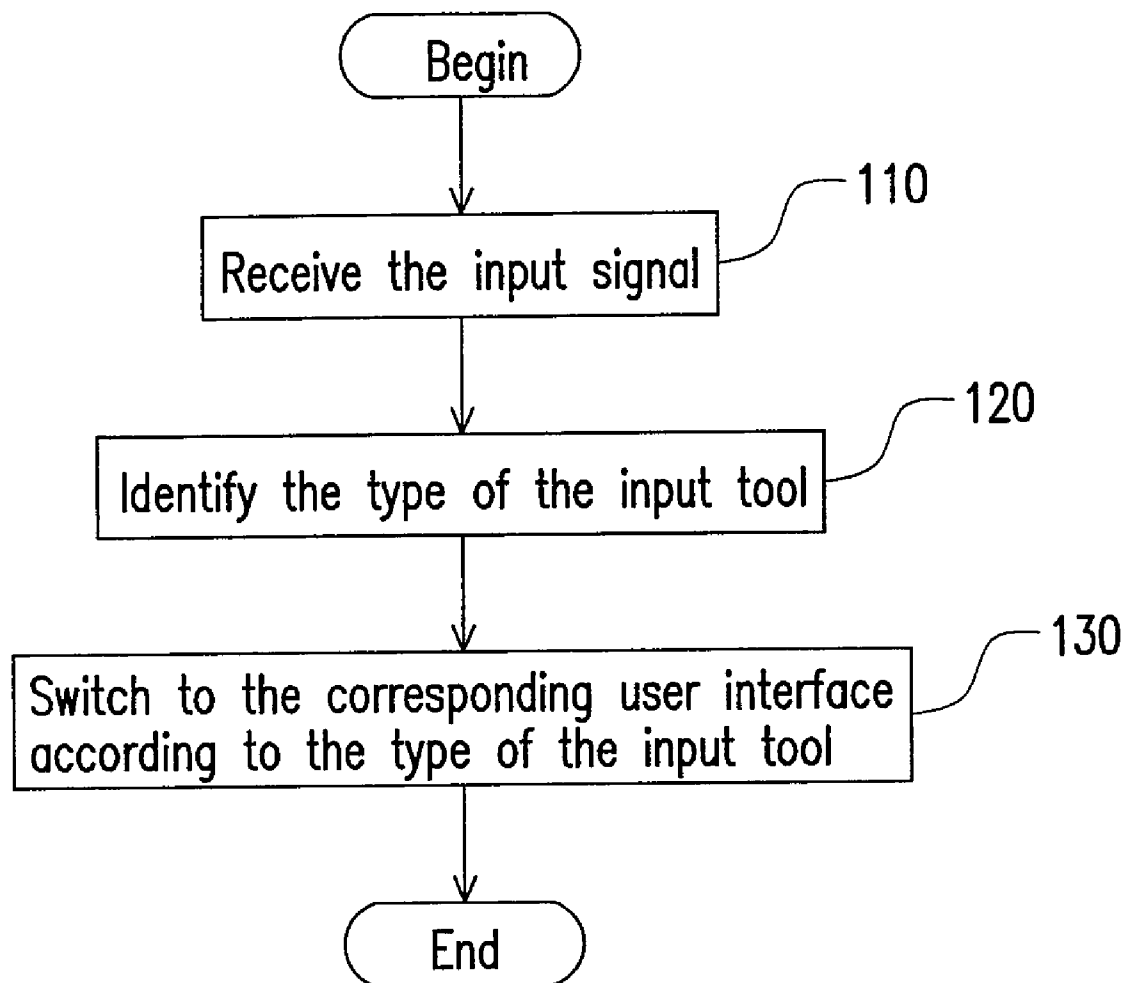 Begin
110
Receive the input signal
120
Identify the type of the input tool
130
Switch to the corresponding user interface
according to the type of the input tool
End